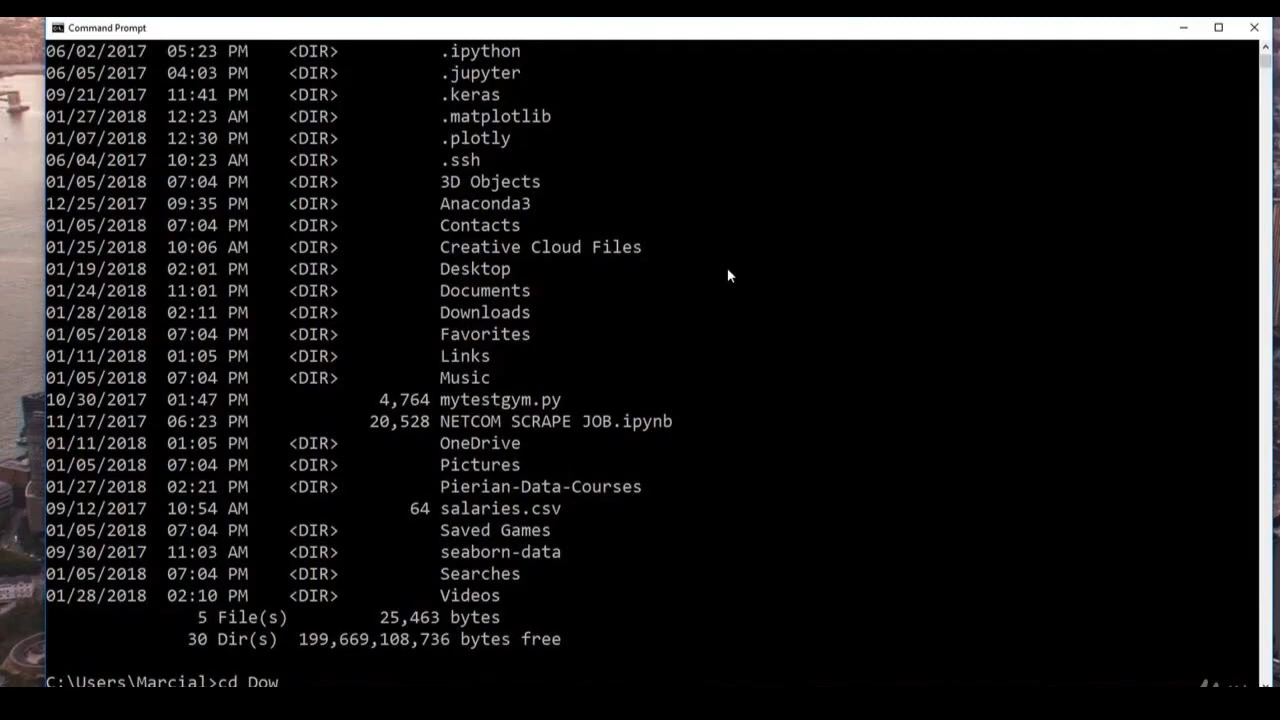 Command Prompt
06/02/2017  05:23 PM    <DIR>          .ipython
06/05/2017  04:03 PM    <DIR>          .jupyter
09/21/2017  11:41 PM    <DIR>          .keras
01/27/2018  12:23 AM    <DIR>          .matplotlib
01/07/2018  12:30 PM    <DIR>          .plotly
06/04/2017  10:23 AM    <DIR>          .ssh
01/05/2018  07:04 PM    <DIR>          3D Objects
12/25/2017  09:35 PM    <DIR>          Anaconda3
01/05/2018  07:04 PM    <DIR>          Contacts
01/25/2018  10:06 AM    <DIR>          Creative Cloud Files
01/19/2018  02:01 PM    <DIR>          Desktop
01/24/2018  11:01 PM    <DIR>          Documents
01/28/2018  02:11 PM    <DIR>          Downloads
01/05/2018  07:04 PM    <DIR>          Favorites
01/11/2018  01:05 PM    <DIR>          Links
01/05/2018  07:04 PM    <DIR>          Music
10/30/2017  01:47 PM             4,764 mytestgym.py
11/17/2017  06:23 PM            20,528 NETCOM SCRAPE JOB.ipynb
01/11/2018  01:05 PM    <DIR>          OneDrive
01/05/2018  07:04 PM    <DIR>          Pictures
01/27/2018  02:21 PM    <DIR>          Pierian-Data-Courses
09/12/2017  10:54 AM                64 salaries.csv
01/05/2018  07:04 PM    <DIR>          Saved Games
09/30/2017  11:03 AM    <DIR>          seaborn-data
01/05/2018  07:04 PM    <DIR>          Searches
01/28/2018  02:10 PM    <DIR>          Videos
               5 File(s)         25,463 bytes
              30 Dir(s)  199,669,108,736 bytes free
C:\Users\Marcial>cd Dow